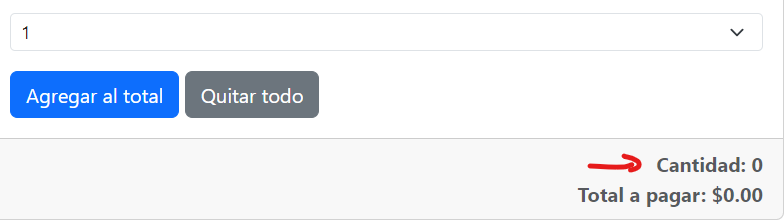 1
Agregar al total
Quitar todo
Cantidad: 0
Total a pagar: $0.00